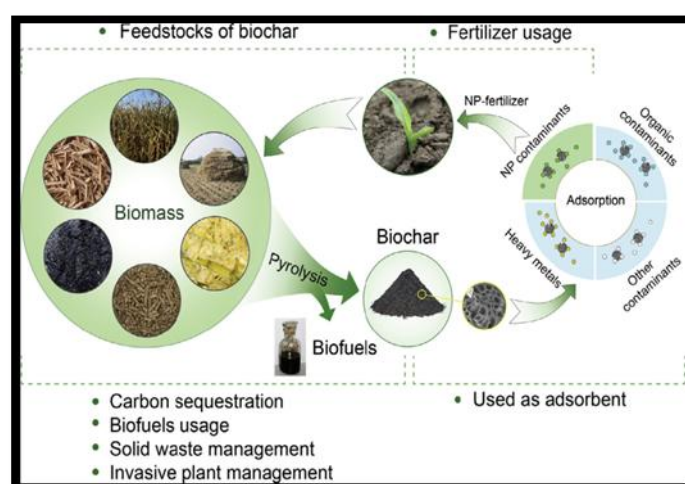 • Feedstocks of biochar
• Fertilizer usage
NP-fertilizer
NP contaminants
Organic
contaminants
Adsorption
Heavy metals
Other
contaminants
Biomass
Pyrolysis
Biochar
Biofuels
• Carbon sequestration
• Biofuels usage
• Solid waste management
• Invasive plant management
• Used as adsorbent